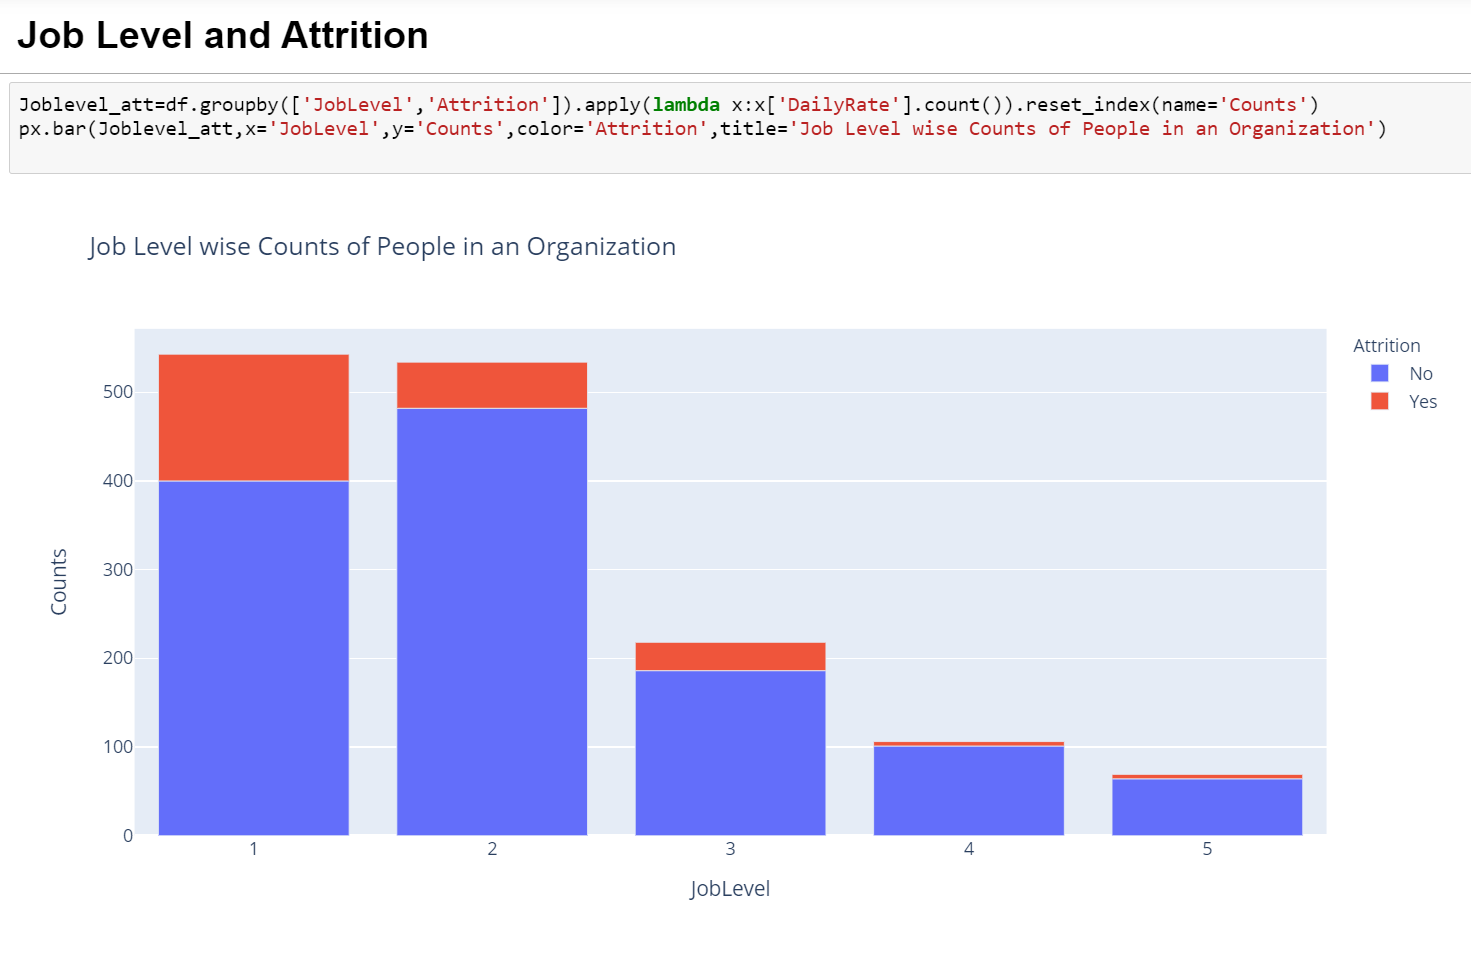 Job Level and Attrition
Joblevel_att=df.groupby(['JobLevel','Attrition']).apply(lambda x:x['DailyRate'].count()).reset_index(name='Counts')
px.bar(Joblevel_att,x='JobLevel',y='Counts',color='Attrition',title='Job Level wise Counts of People in an Organization')
Job Level wise Counts of People in an Organization
Attrition
No
Yes
500
400
300
200
100
0
Counts
1 2 3 4 5
JobLevel